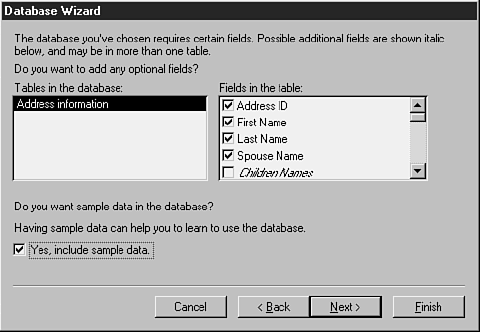 Database Wizard
The database you've chosen requires certain fields. Possible additional fields are shown italic
below, and may be in more than one table.
Do you want to add any optional fields?
Tables in the database:
Fields in the table:
Address information
Address ID
First Name
Last Name
Spouse Name
Children Names
Do you want sample data in the database?
Having sample data can help you to learn to use the database.
Yes, include sample data.
Cancel
< Back
Next >
Finish